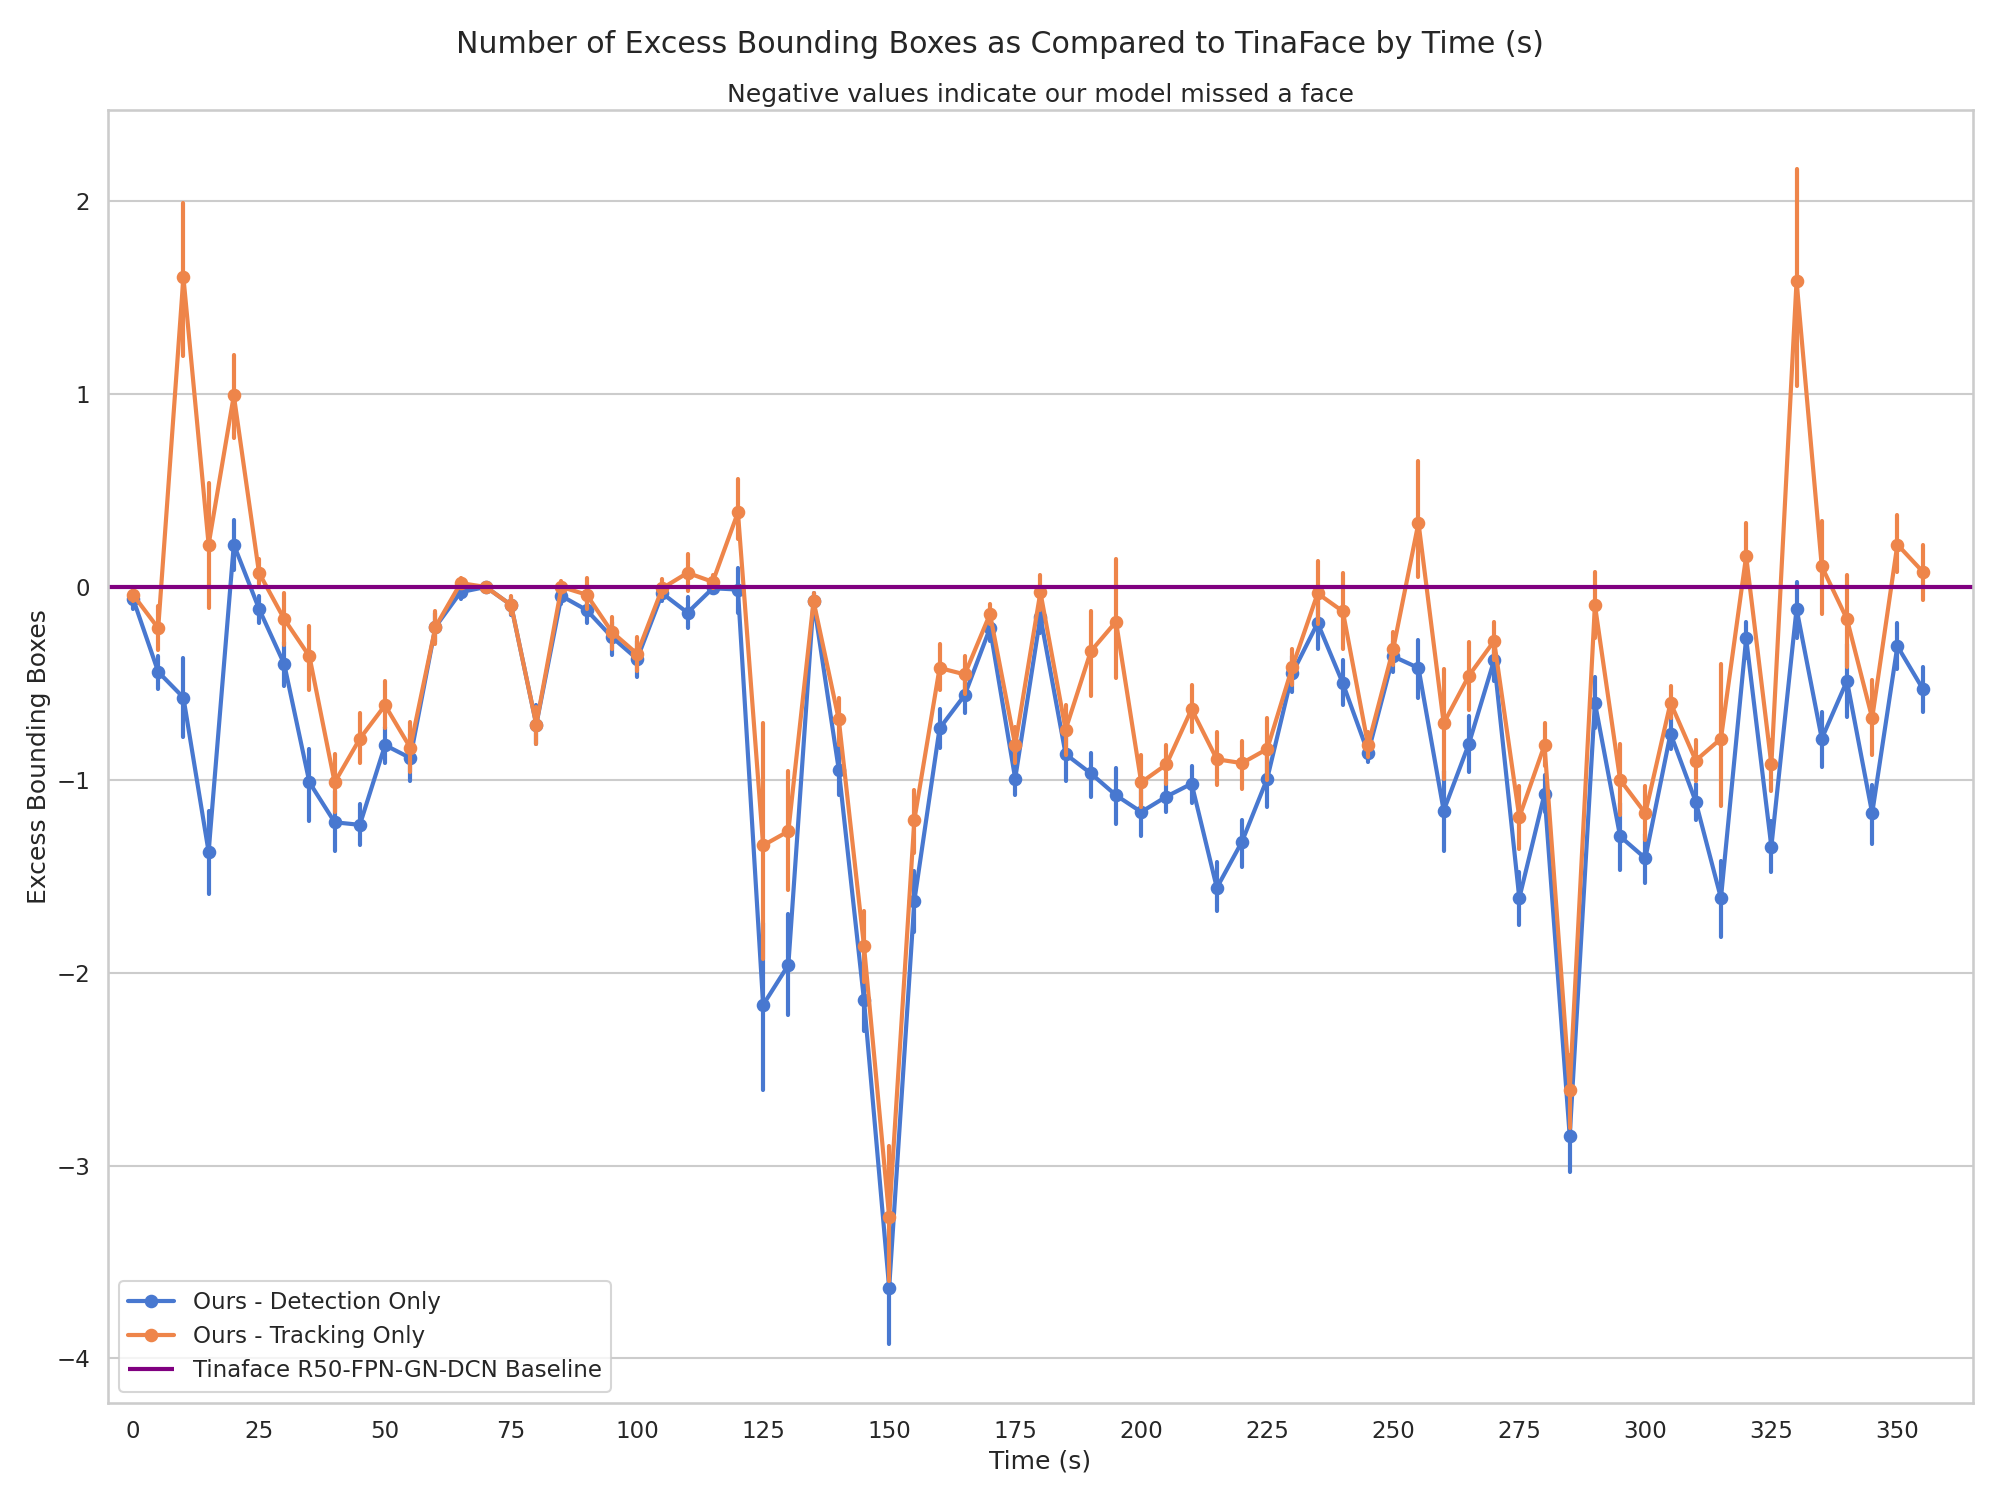 Number of Excess Bounding Boxes as Compared to TinaFace by Time (s)
Negative values indicate our model missed a face
Excess Bounding Boxes
2
1
0
−1
−2
−3
−4
Ours - Detection Only
Ours - Tracking Only
Tinaface R50-FPN-GN-DCN Baseline
0 25 50 75 100 125 150 175 200 225 250 275 300 325 350
Time (s)